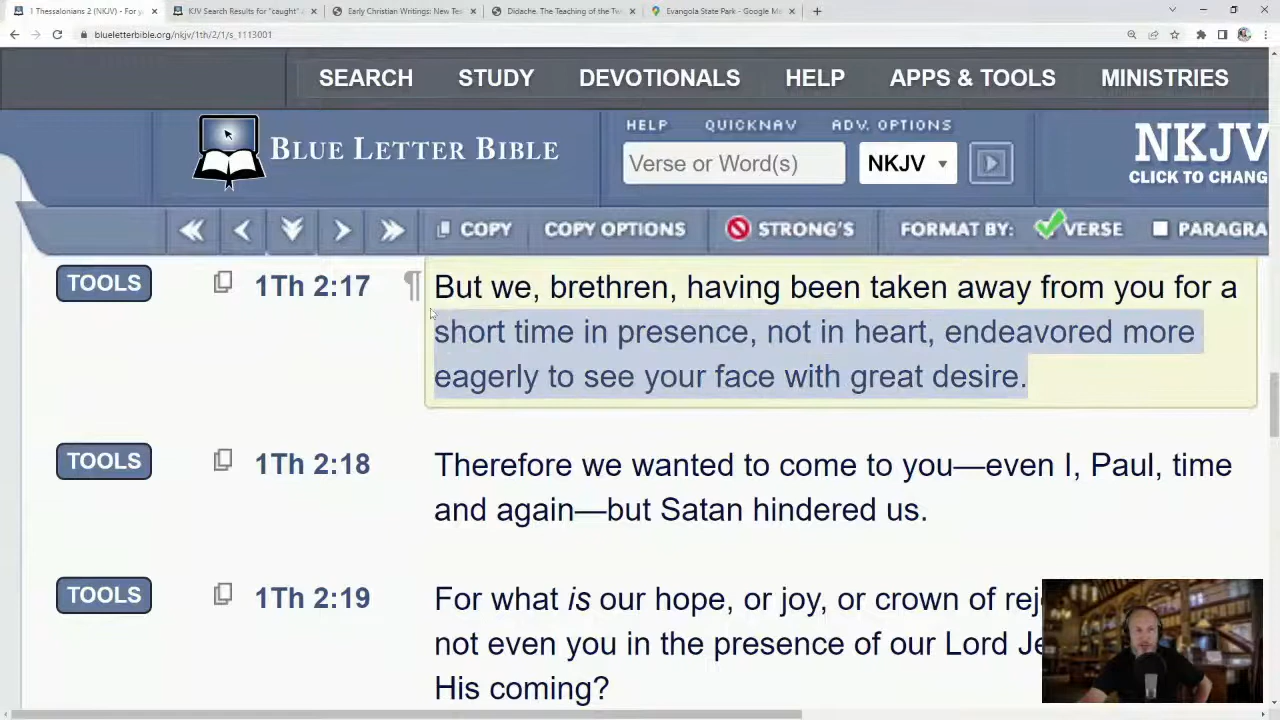 1 Thessalonians 2 (NKJV) - For y
KJV Search Results for "caught"
Early Christian Writings: New Tes
Didache. The Teaching of the Tw
Evangola State Park - Google M
blueletterbible.org/nkjv/1th/2/1/s_1113001
SEARCH STUDY DEVOTIONALS HELP APPS & TOOLS MINISTRIES
HELP QUICKNAV ADV. OPTIONS
BLUE LETTER BIBLE
Verse or Word(s) NKJV
NKJV
CLICK TO CHANG
COPY COPY OPTIONS STRONG'S FORMAT BY: VERSE PARAGRA
TOOLS 1Th 2:17 ¶ But we, brethren, having been taken away from you for a
short time in presence, not in heart, endeavored more
eagerly to see your face with great desire.
TOOLS 1Th 2:18 Therefore we wanted to come to you—even I, Paul, time
and again—but Satan hindered us.
TOOLS 1Th 2:19 For what is our hope, or joy, or crown of rej
not even you in the presence of our Lord Je
His coming?